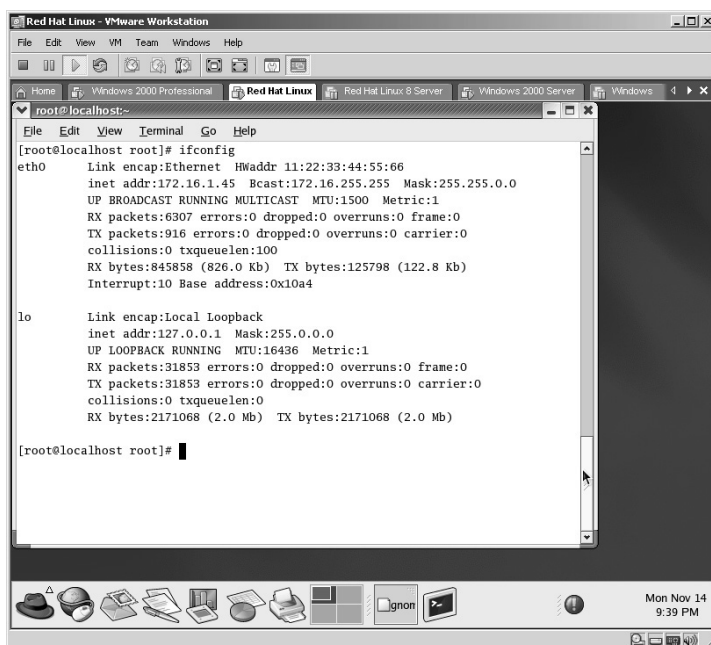 Red Hat Linux - VMware Workstation
File Edit View VM Team Windows Help
Home Windows 2000 Professional Red Hat Linux Red Hat Linux 8 Server Windows 2000 Server Windows
root@localhost:~
File Edit View Terminal Go Help
[root@localhost root]# ifconfig
eth0 Link encap:Ethernet HWaddr 11:22:33:44:55:66
inet addr:172.16.1.45 Bcast:172.16.255.255 Mask:255.255.0.0
UP BROADCAST RUNNING MULTICAST MTU:1500 Metric:1
RX packets:6307 errors:0 dropped:0 overruns:0 frame:0
TX packets:916 errors:0 dropped:0 overruns:0 carrier:0
collisions:0 txqueuelen:100
RX bytes:845858 (826.0 Kb) TX bytes:125798 (122.8 Kb)
Interrupt:10 Base address:0x10a4
lo Link encap:Local Loopback
inet addr:127.0.0.1 Mask:255.0.0.0
UP LOOPBACK RUNNING MTU:16436 Metric:1
RX packets:31853 errors:0 dropped:0 overruns:0 frame:0
TX packets:31853 errors:0 dropped:0 overruns:0 carrier:0
collisions:0 txqueuelen:0
RX bytes:2171068 (2.0 Mb) TX bytes:2171068 (2.0 Mb)
[root@localhost root]#
gnom
Mon Nov 14
9:39 PM